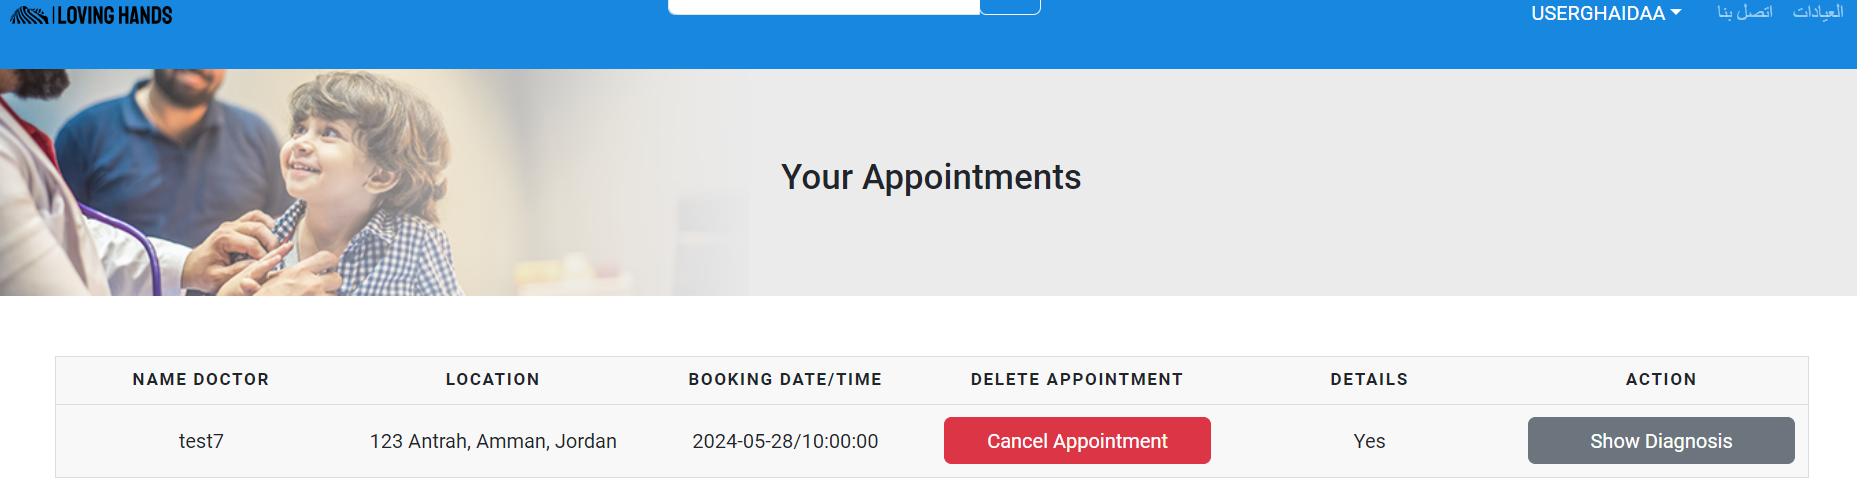 LOVING HANDS
USERGHAIDAA اتصل بنا العيادات
Your Appointments
NAME DOCTOR LOCATION BOOKING DATE/TIME DELETE APPOINTMENT DETAILS ACTION
test7 123 Antrah, Amman, Jordan 2024-05-28/10:00:00 Cancel Appointment Yes Show Diagnosis